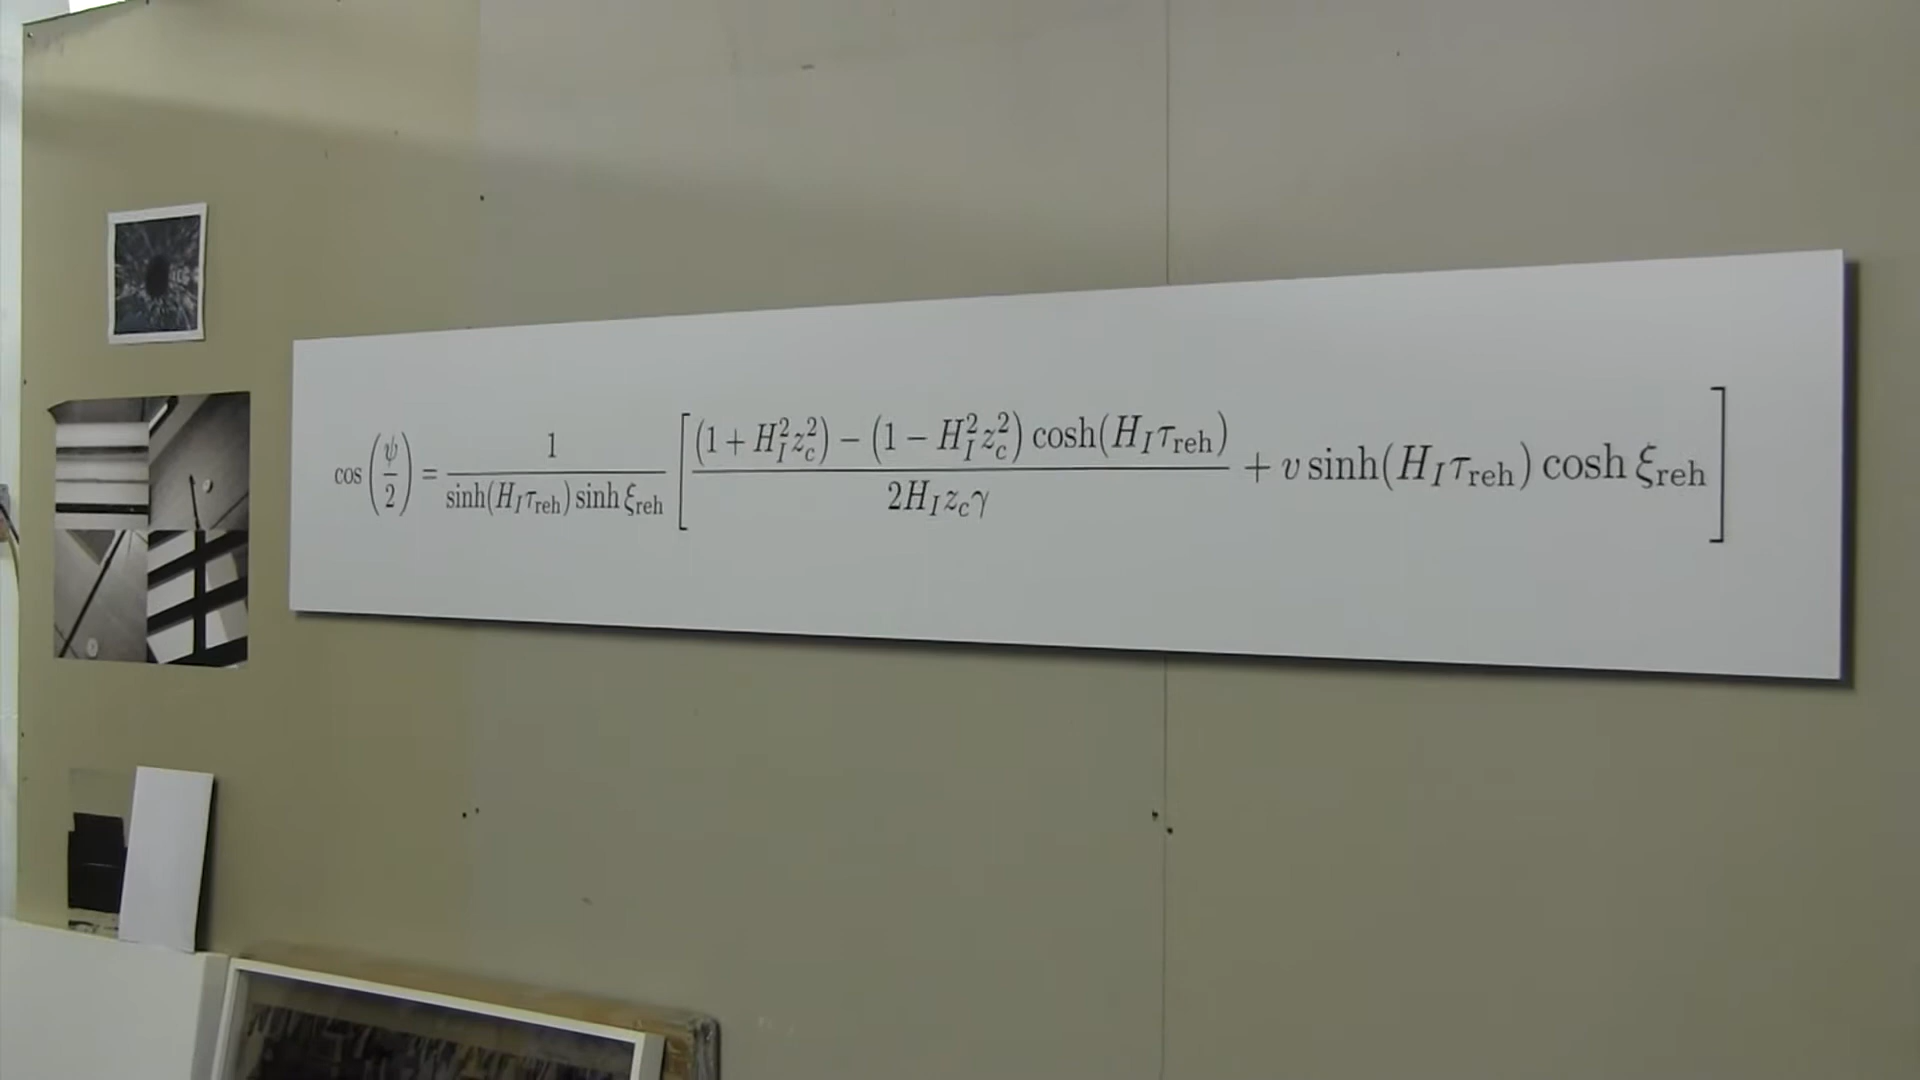 cos(ψ/2) = 1/(sinh(H_I τ_reh) sinh ξ_reh) [((1 + H_I^2 z_c^2) − (1 − H_I^2 z_c^2) cosh(H_I τ_reh))/(2H_I z_c γ) + v sinh(H_I τ_reh) cosh ξ_reh]